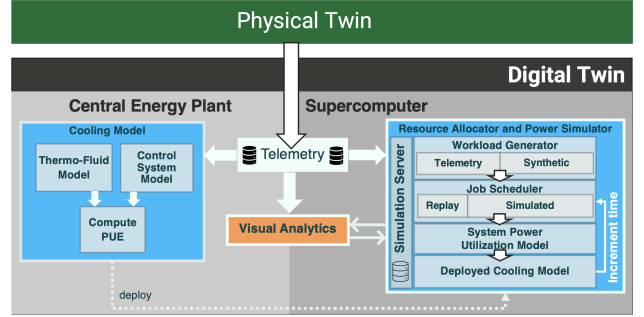 Physical Twin
Digital Twin
Central Energy Plant
Supercomputer
Cooling Model
Thermo-Fluid
Model
Control
System
Model
Compute
PUE
Telemetry
Visual Analytics
deploy
Resource Allocator and Power Simulator
Simulation Server
Workload Generator
Telemetry
Synthetic
Job Scheduler
Replay
Simulated
System Power
Utilization Model
Deployed Cooling Model
Increment time